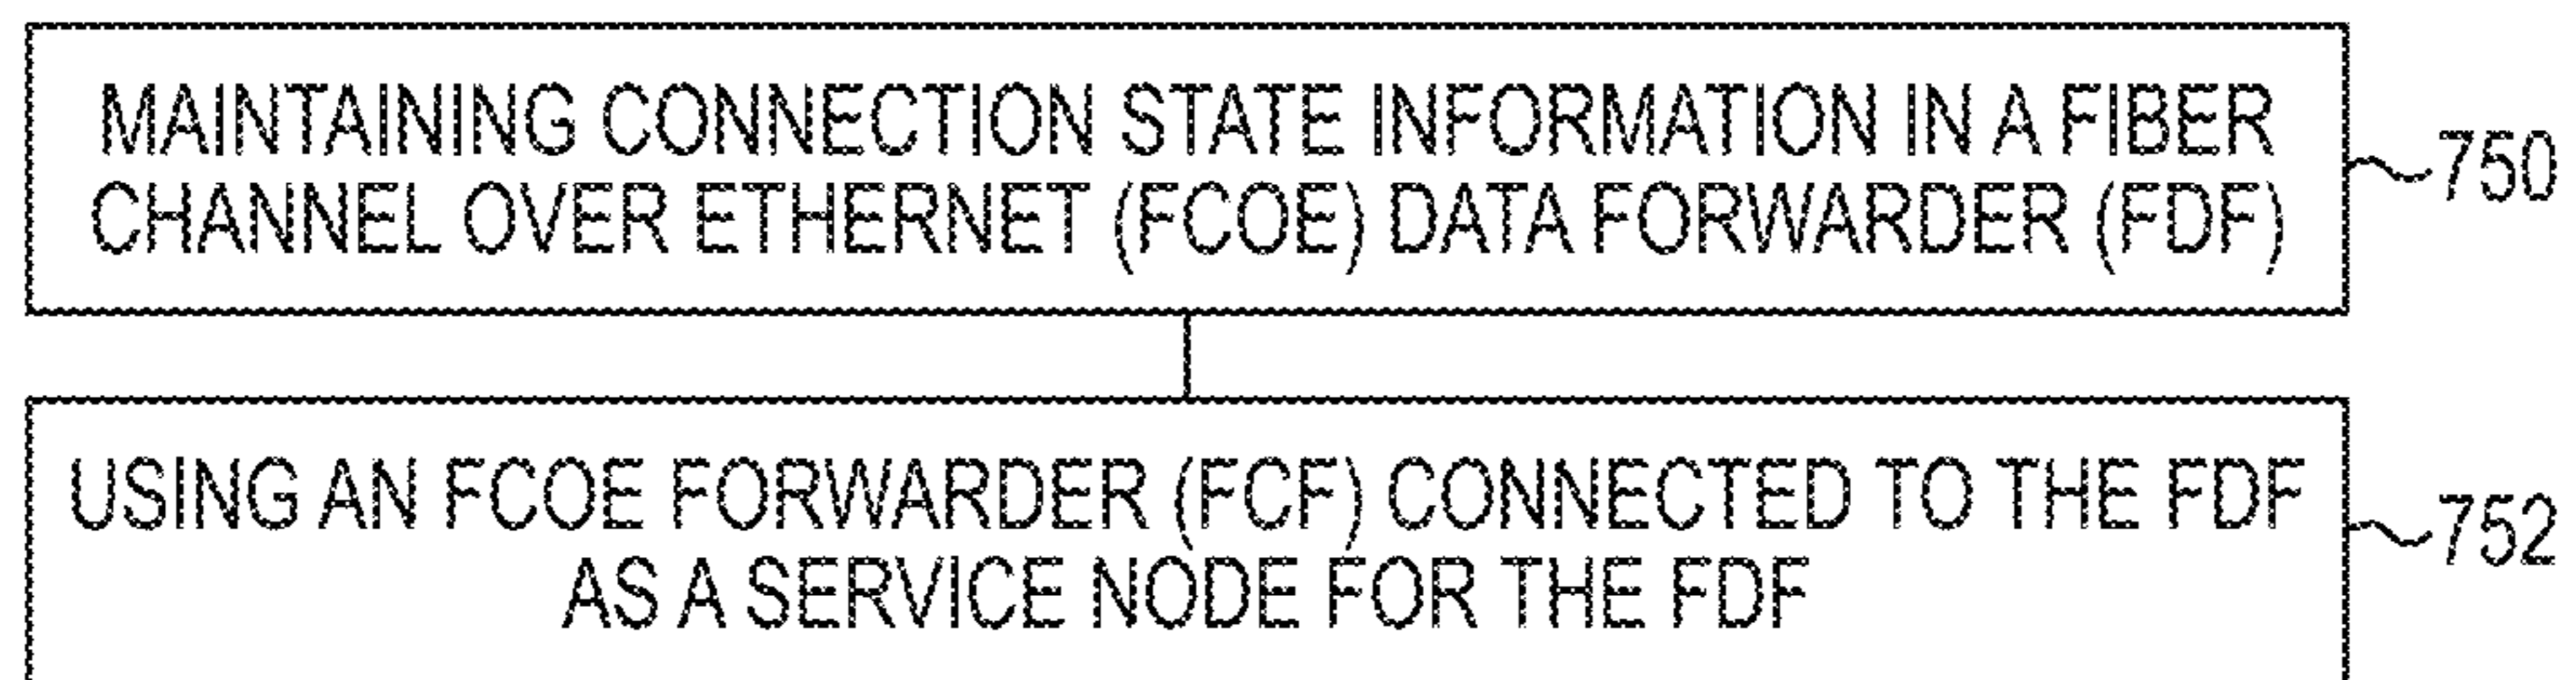 MAINTAINING CONNECTION STATE INFORMATION IN A FIBER
CHANNEL OVER ETHERNET (FCOE) DATA FORWARDER (FDF)
750
USING AN FCOE FORWARDER (FCF) CONNECTED TO THE FDF
AS A SERVICE NODE FOR THE FDF
752